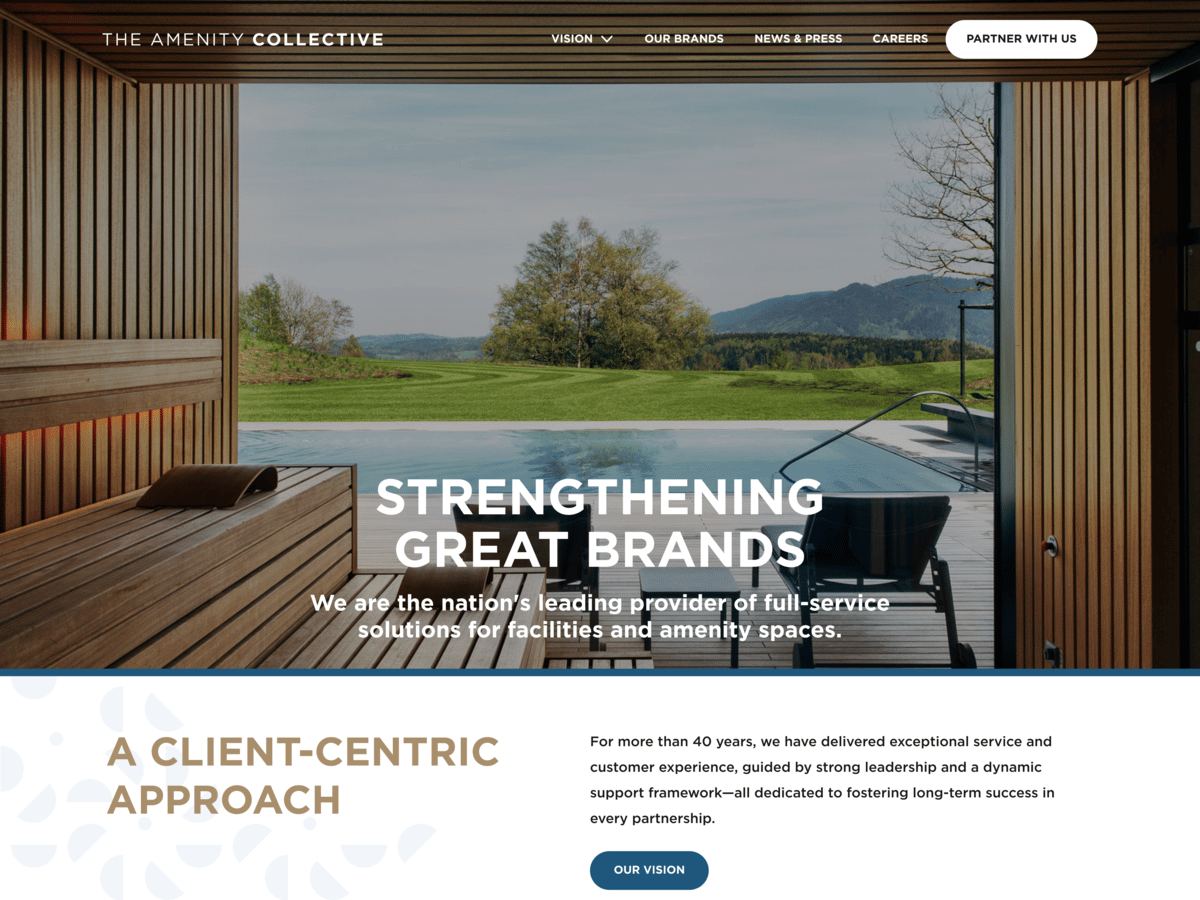 THE AMENITY COLLECTIVE
VISION
OUR BRANDS
NEWS & PRESS
CAREERS
PARTNER WITH US
STRENGTHENING
GREAT BRANDS
We are the nation's leading provider of full-service
solutions for facilities and amenity spaces.
A CLIENT-CENTRIC
APPROACH
For more than 40 years, we have delivered exceptional service and
customer experience, guided by strong leadership and a dynamic
support framework—all dedicated to fostering long-term success in
every partnership.
OUR VISION